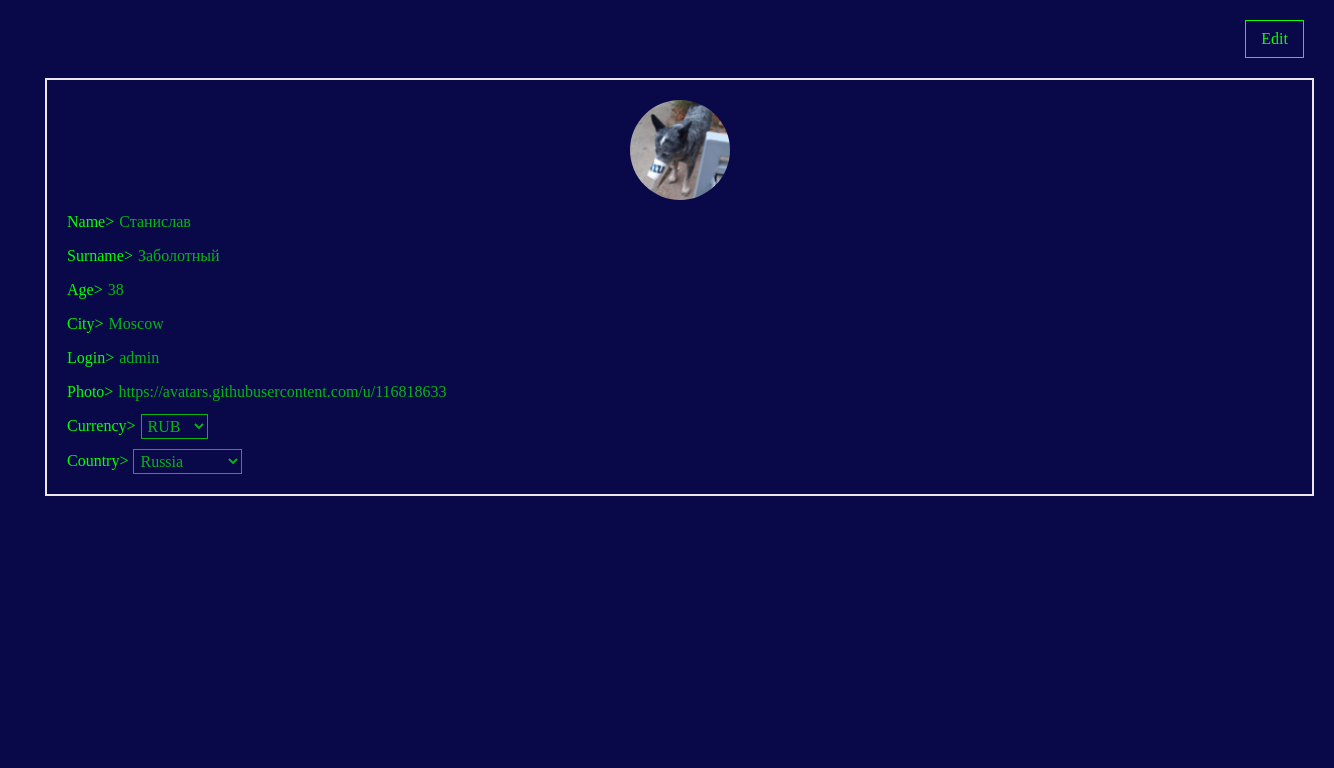 Edit
Name> Станислав
Surname> Заболотный
Age> 38
City> Moscow
Login> admin
Photo> https://avatars.githubusercontent.com/u/116818633
Currency> RUB
Country> Russia